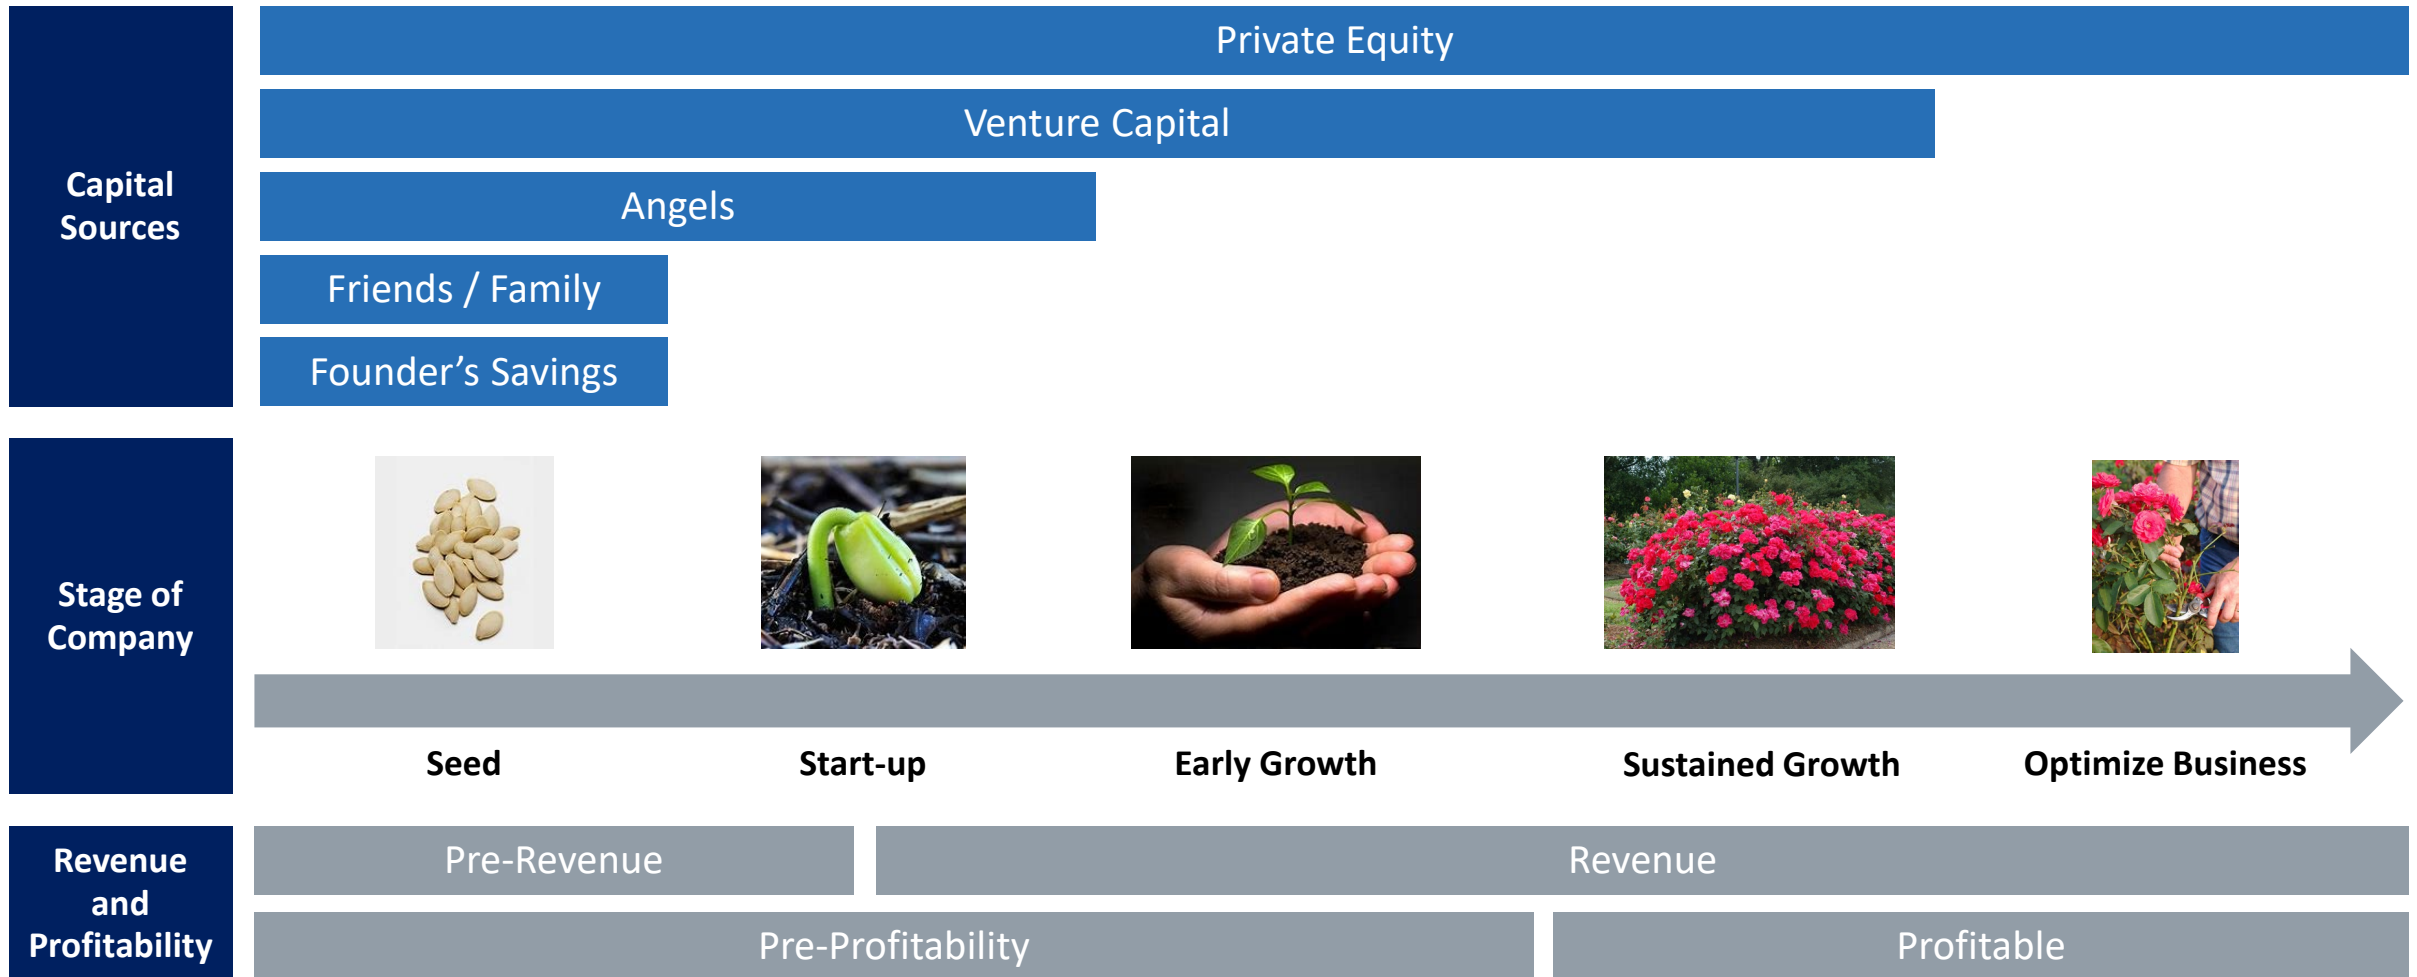 Capital
Sources
Private Equity
Venture Capital
Angels
Friends / Family
Founder’s Savings
Stage of
Company
Seed
Start-up
Early Growth
Sustained Growth
Optimize Business
Revenue
and
Profitability
Pre-Revenue
Revenue
Pre-Profitability
Profitable